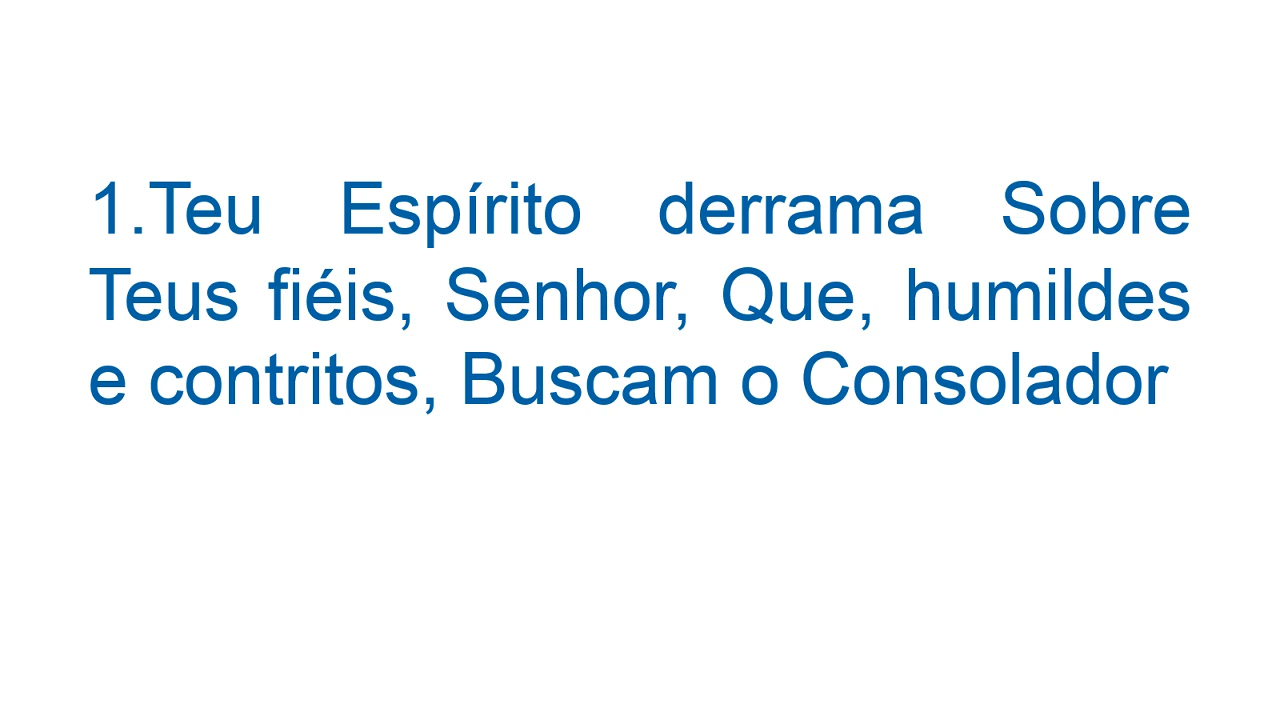 1.Teu Espírito derrama Sobre
Teus fiéis, Senhor, Que, humildes
e contritos, Buscam o Consolador